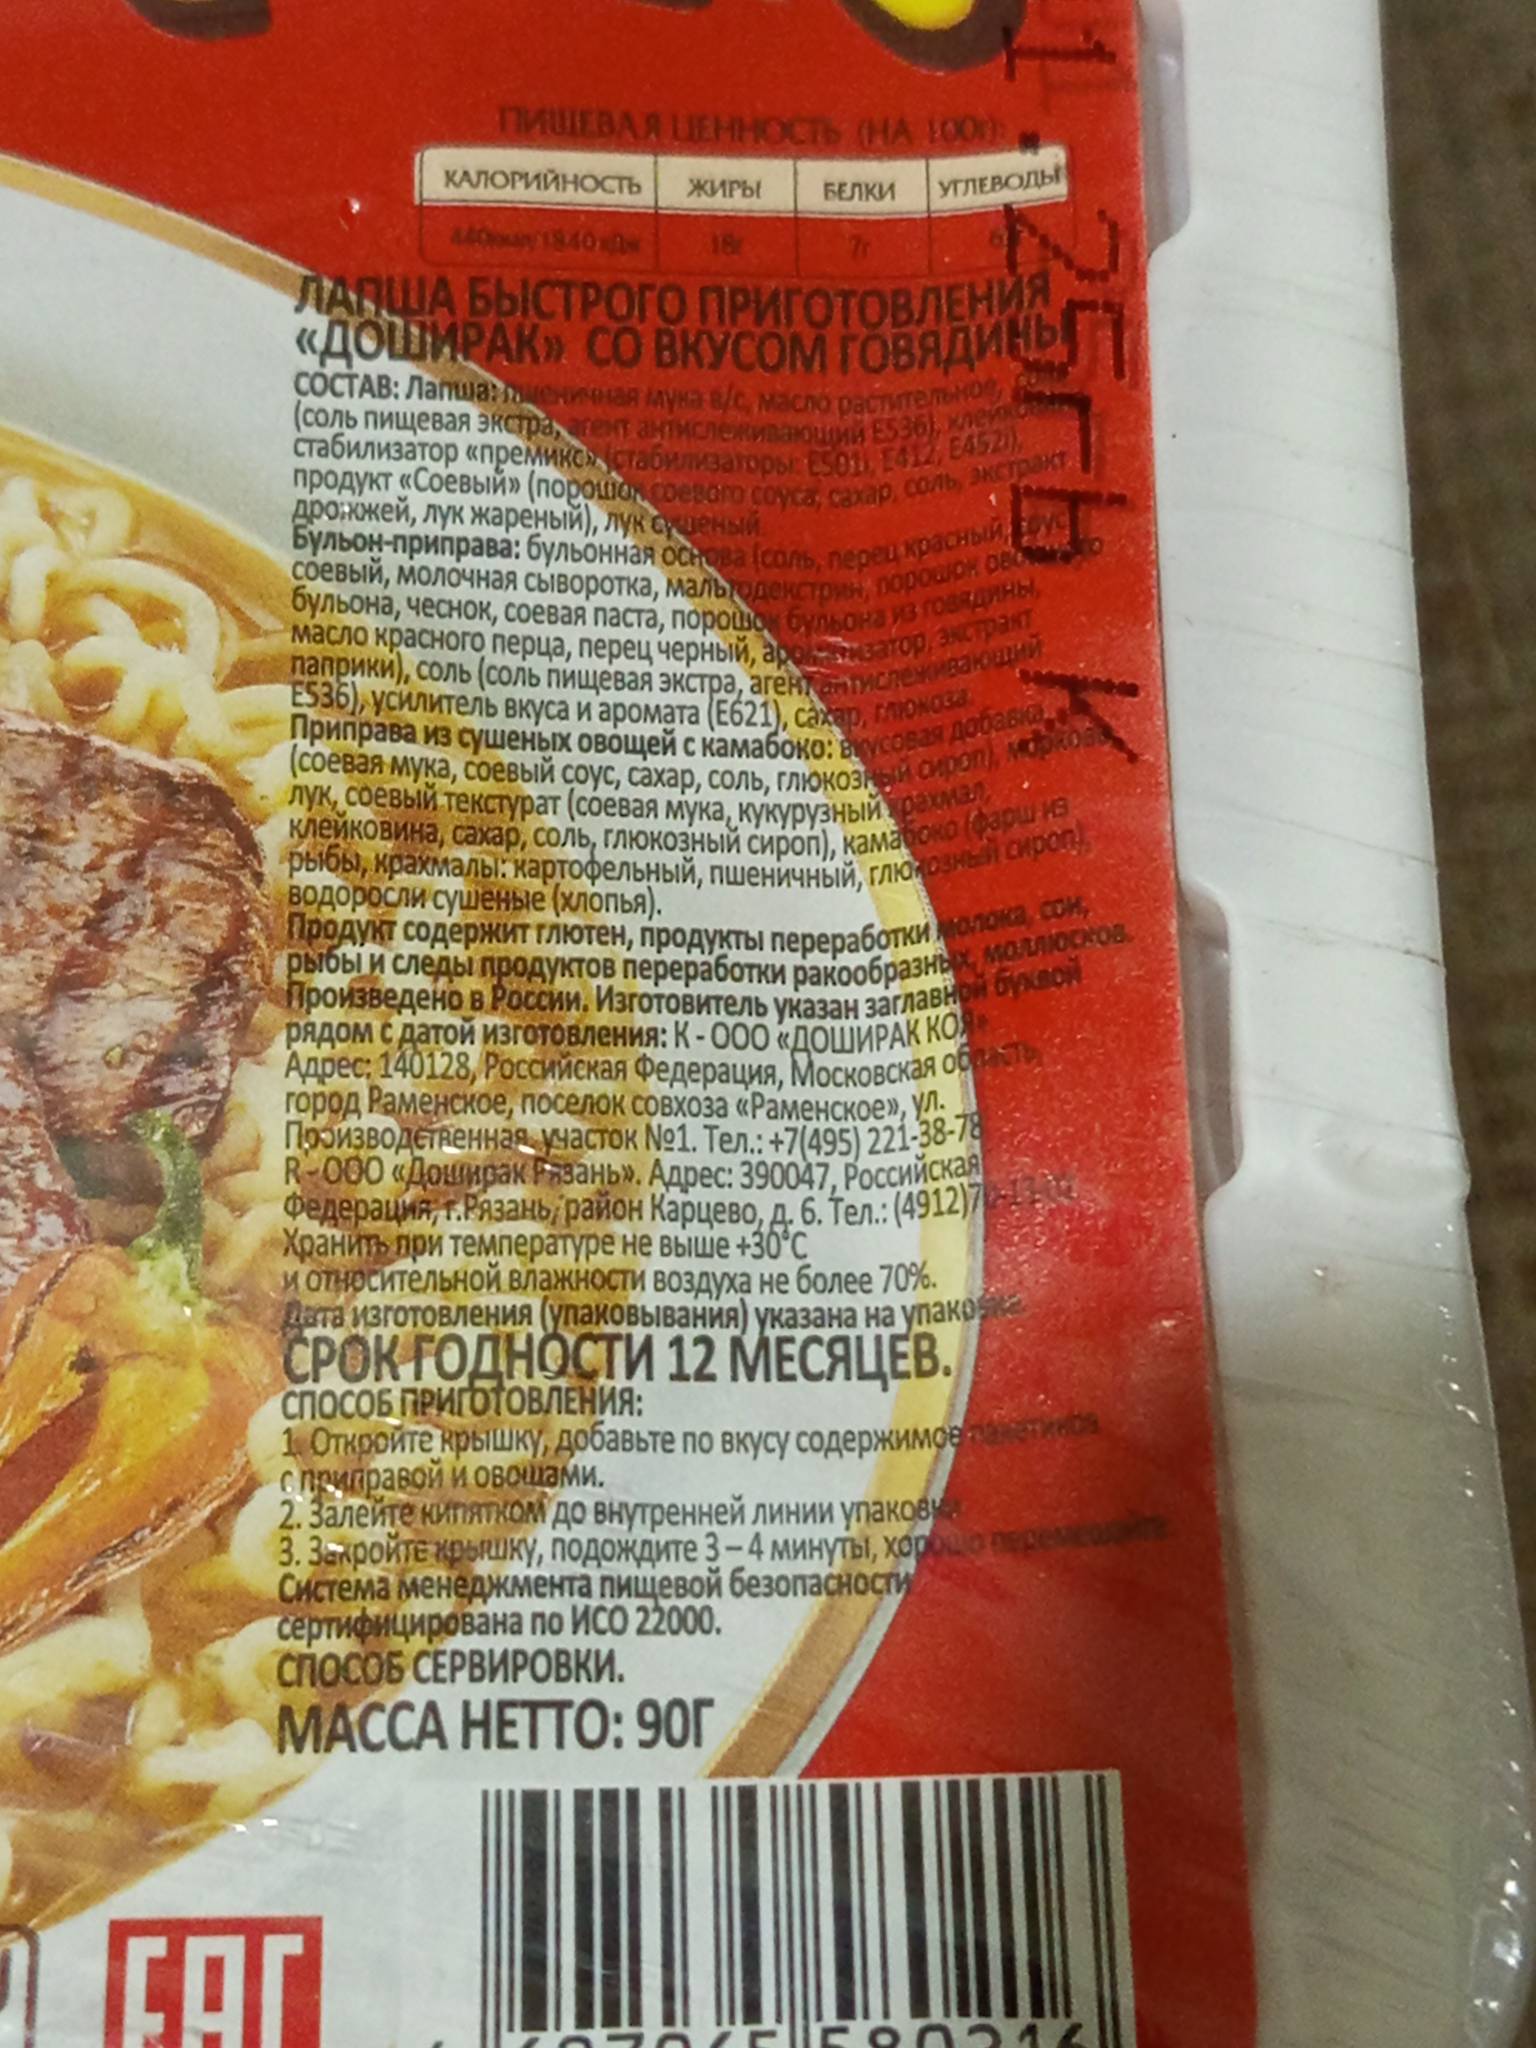 ПИЩЕВАЯ ЦЕННОСТЬ (НА 100г):
КАЛОРИЙНОСТЬ ЖИРЫ БЕЛКИ УГЛЕВОДЫ
440ккал/1840кДж 18г 7г
ЛАПША БЫСТРОГО ПРИГОТОВЛЕНИЯ
«ДОШИРАК» СО ВКУСОМ ГОВЯДИНЫ
СОСТАВ: Лапша: пшеничная мука в/с, масло растительное, соль
(соль пищевая экстра, агент антислеживающий Е536), клейковина,
стабилизатор «премикс» (стабилизаторы: Е501i, Е412, Е452i),
продукт «Соевый» (порошок соевого соуса, сахар, соль, экстракт
дрожжей, лук жареный), лук сушеный.
Бульон-приправа: бульонная основа (соль, перец красный, соус
соевый, молочная сыворотка, мальтодекстрин, порошок
бульона, чеснок, соевая паста, порошок бульона из говядины,
масло красного перца, перец черный, ароматизатор, экстракт
паприки), соль (соль пищевая экстра, агент антислеживающий
Е536), усилитель вкуса и аромата (Е621), сахар, глюкоза.
Приправа из сушеных овощей с камабоко: вкусовая добавка
(соевая мука, соевый соус, сахар, соль, глюкозный сироп), морковь,
лук, соевый текстурат (соевая мука, кукурузный крахмал,
клейковина, сахар, соль, глюкозный сироп), камабоко (фарш из
рыбы, крахмалы: картофельный, пшеничный, глюкозный сироп),
водоросли сушеные (хлопья).
Продукт содержит глютен, продукты переработки молока, сои,
рыбы и следы продуктов переработки ракообразных, моллюсков.
Произведено в России. Изготовитель указан заглавной буквой
рядом с датой изготовления: К - ООО «ДОШИРАК КОЯ»
Адрес: 140128, Российская Федерация, Московская область,
город Раменское, поселок совхоза «Раменское», ул.
Производственная, участок №1. Тел.: +7(495) 221-38-78
R - ООО «Доширак Рязань». Адрес: 390047, Российская
Федерация, г.Рязань, район Карцево, д. 6. Тел.: (4912)
Хранить при температуре не выше +30°С
и относительной влажности воздуха не более 70%.
Дата изготовления (упаковывания) указана на упаковке
СРОК ГОДНОСТИ 12 МЕСЯЦЕВ.
СПОСОБ ПРИГОТОВЛЕНИЯ:
1. Откройте крышку, добавьте по вкусу содержимое пакетиков
с приправой и овощами.
2. Залейте кипятком до внутренней линии упаковки
3. Закройте крышку, подождите 3 – 4 минуты, хорошо перемешайте
Система менеджмента пищевой безопасности
сертифицирована по ИСО 22000.
СПОСОБ СЕРВИРОВКИ.
МАССА НЕТТО: 90Г
ЕАС